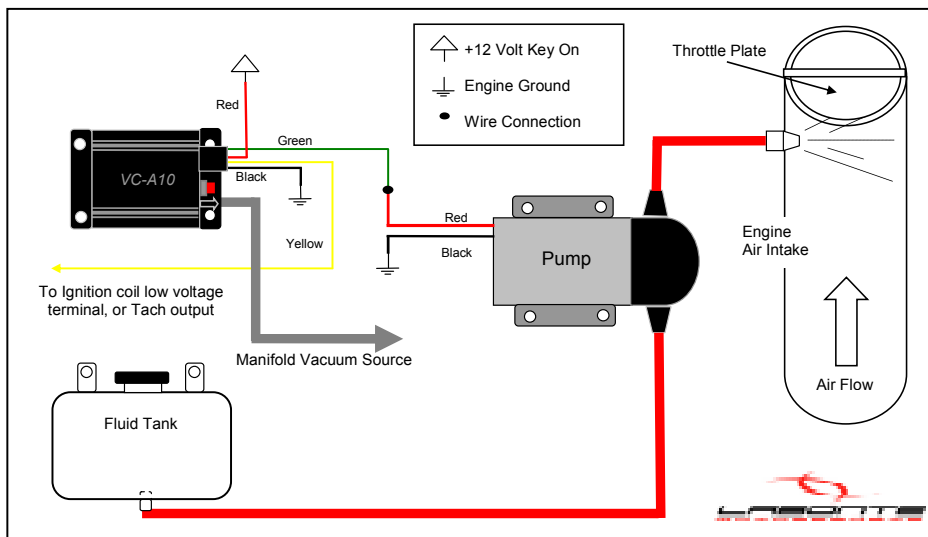 +12 Volt Key On
Engine Ground
Wire Connection
Throttle Plate
Red
Green
VC-A10
Black
Yellow
Red
Black
Pump
Engine
Air Intake
To Ignition coil low voltage
terminal, or Tach output
Manifold Vacuum Source
Air Flow
Fluid Tank